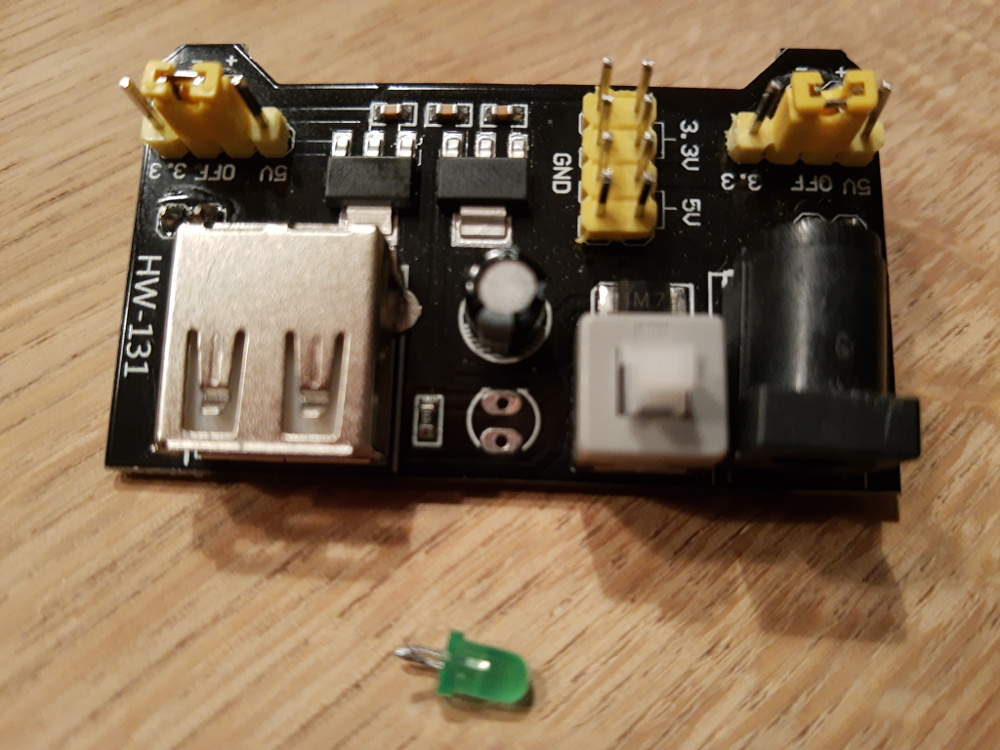 +
5V OFF 3.3
GND
3.3V
5V
- +
5V OFF 3.3
HW-131